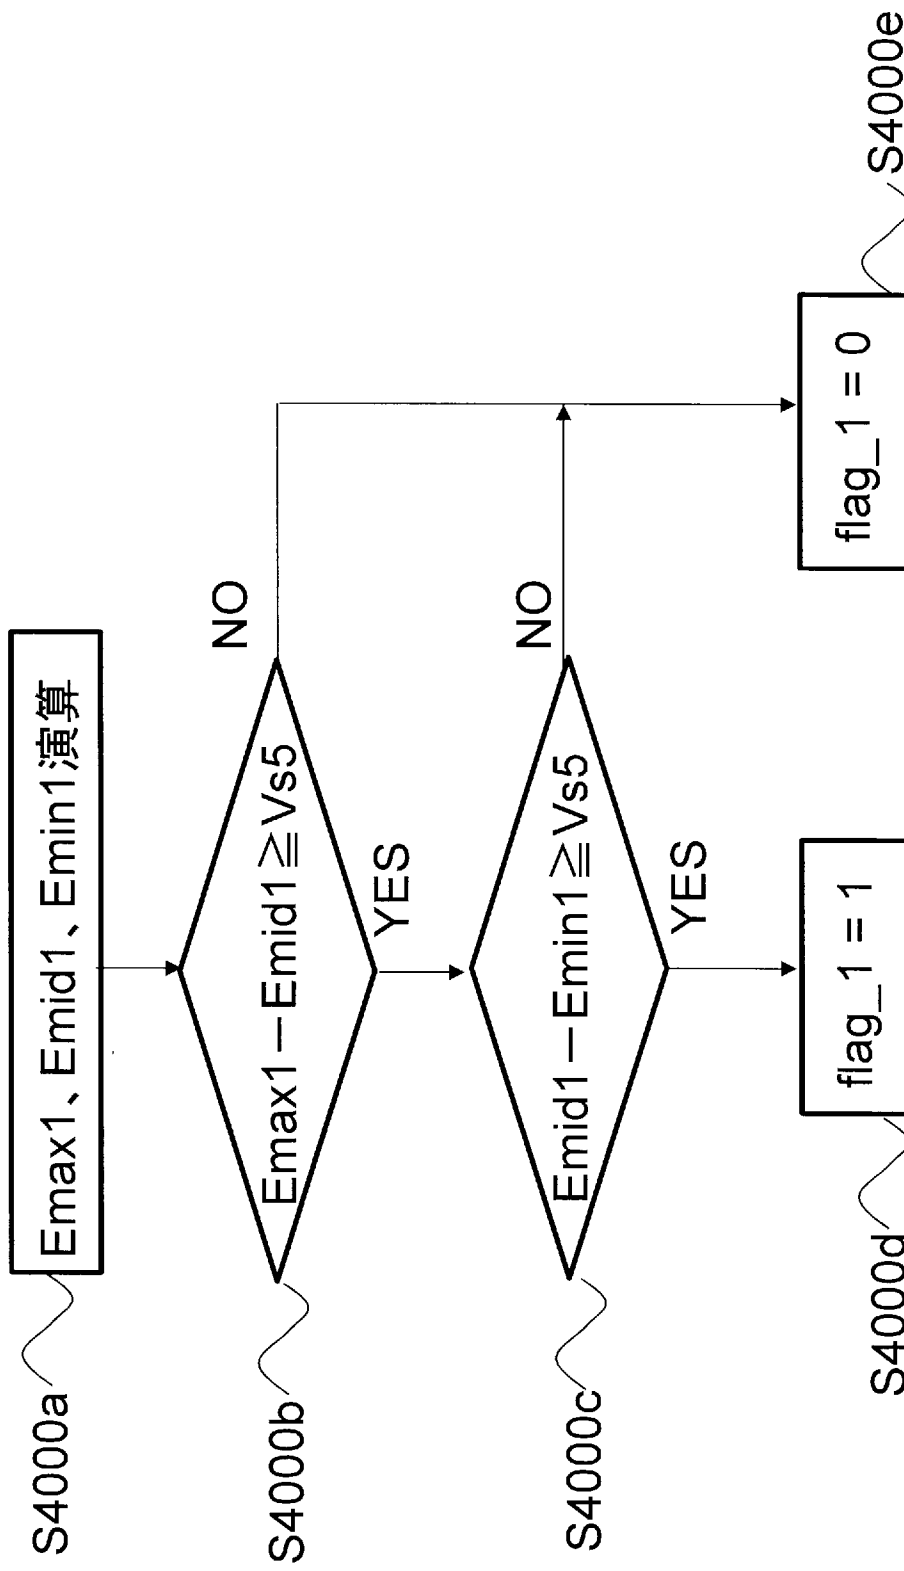 S4000a
Emax1、Emid1、Emin1演算
S4000b
Emax1－Emid1≧Vs5
NO
YES
S4000c
Emid1－Emin1≧Vs5
NO
YES
S4000d
flag_1 = 1
flag_1 = 0
S4000e